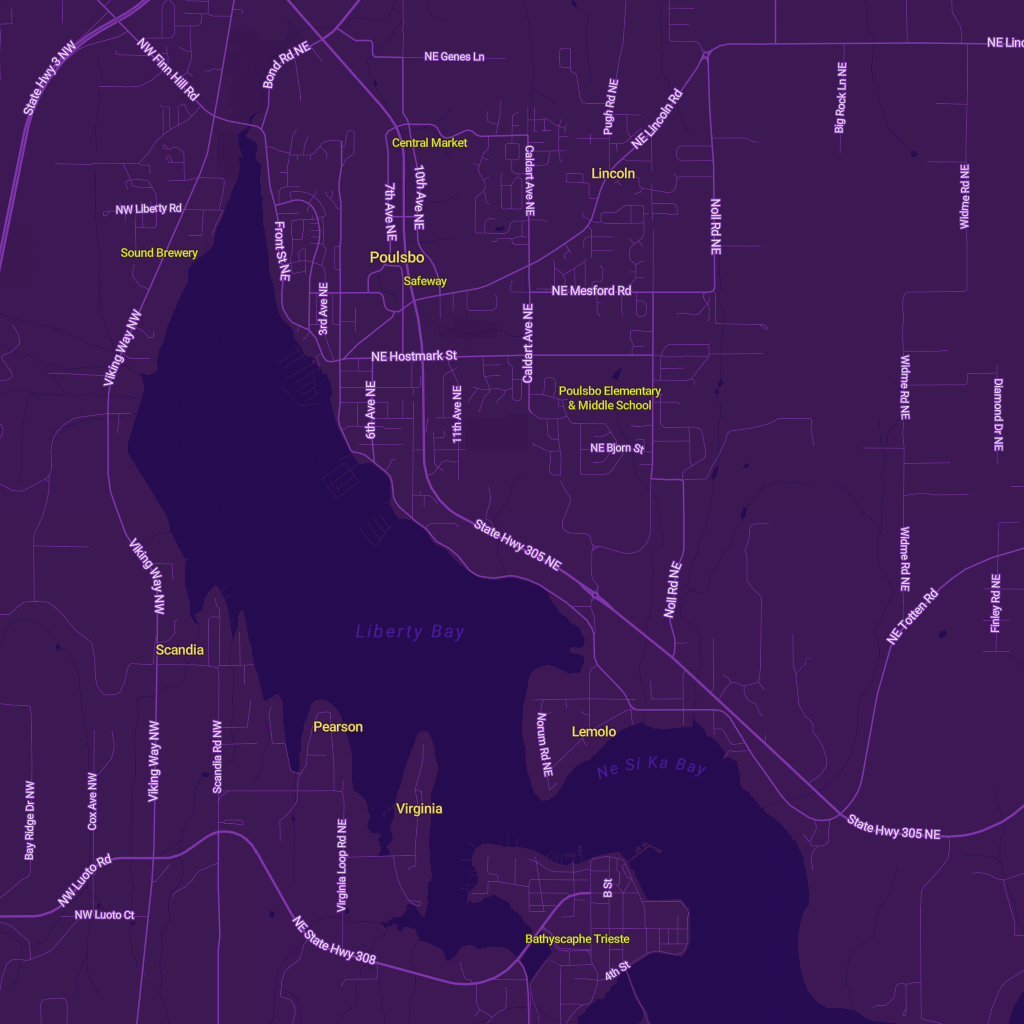 NE Linc
State Hwy 3 NW
NW Finn Hill Rd
Bond Rd NE
NE Genes Ln
Pugh Rd NE
NE Lincoln Rd
Big Rock Ln NE
Central Market
Caldart Ave NE
Lincoln
7th Ave NE
10th Ave NE
Widme Rd NE
NW Liberty Rd
Noll Rd NE
Sound Brewery
Front St NE
Poulsbo
Safeway
NE Mesford Rd
3rd Ave NE
Viking Way NW
Caldart Ave NE
NE Hostmark St
6th Ave NE
11th Ave NE
Poulsbo Elementary
& Middle School
Widme Rd NE
Diamond Dr NE
NE Bjorn St
State Hwy 305 NE
Viking Way NW
Widme Rd NE
Noll Rd NE
Finley Rd NE
NE Totten Rd
Liberty Bay
Scandia
Pearson
Lemolo
Norum Rd NE
Ne Si Ka Bay
Viking Way NW
Scandia Rd NW
Bay Ridge Dr NW
Cox Ave NW
Virginia
State Hwy 305 NE
Virginia Loop Rd NE
NW Luoto Rd
B St
NW Luoto Ct
NE State Hwy 308
Bathyscaphe Trieste
4th St